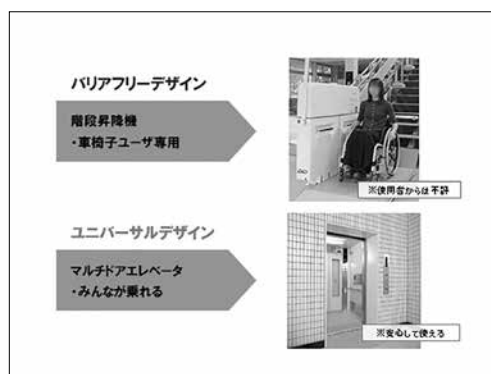 バリアフリーデザイン
階段昇降機
・車椅子ユーザ専用
※使用者からは不評
ユニバーサルデザイン
マルチドアエレベータ
・みんなが乗れる
※安心して使える